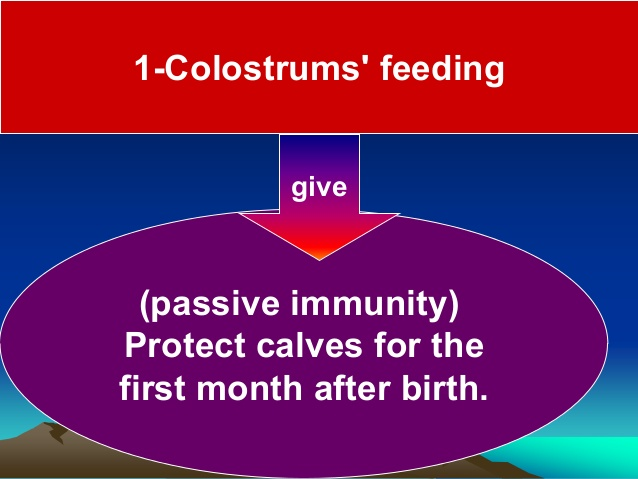 1-Colostrums' feeding
give
(passive immunity)
Protect calves for the
first month after birth.